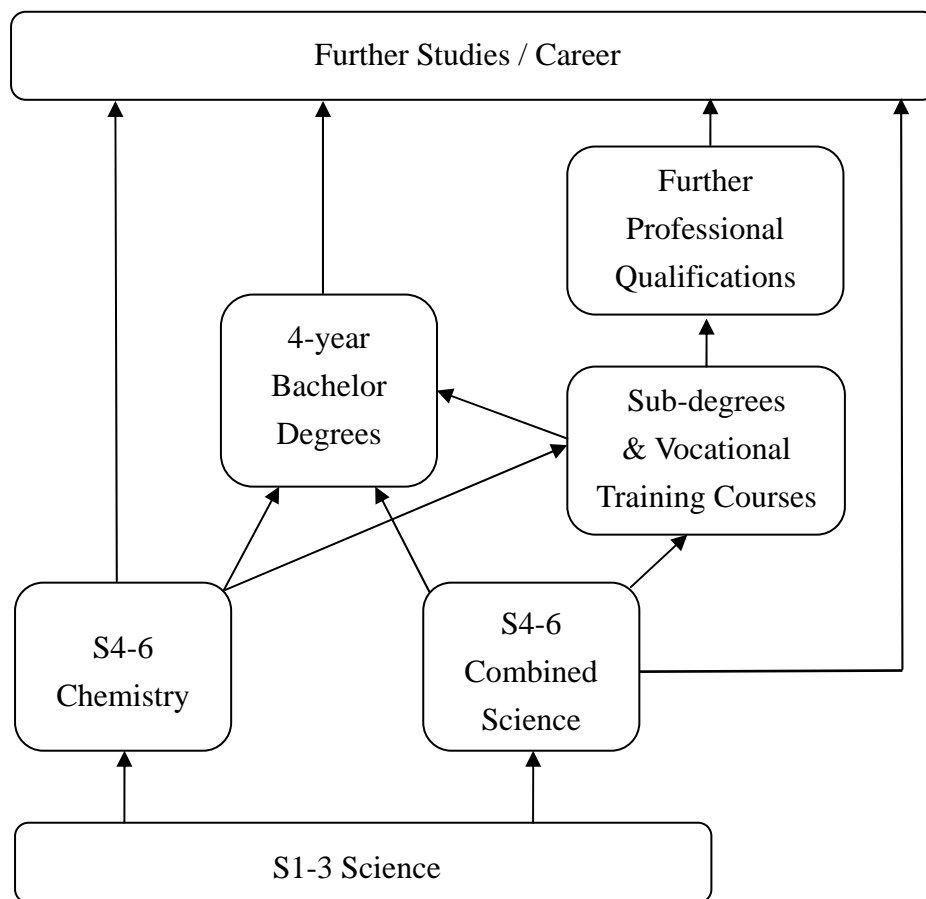 Further Studies / Career
Further
Professional
Qualifications
4-year
Bachelor
Degrees
Sub-degrees
& Vocational
Training Courses
S4-6
Chemistry
S4-6
Combined
Science
S1-3 Science